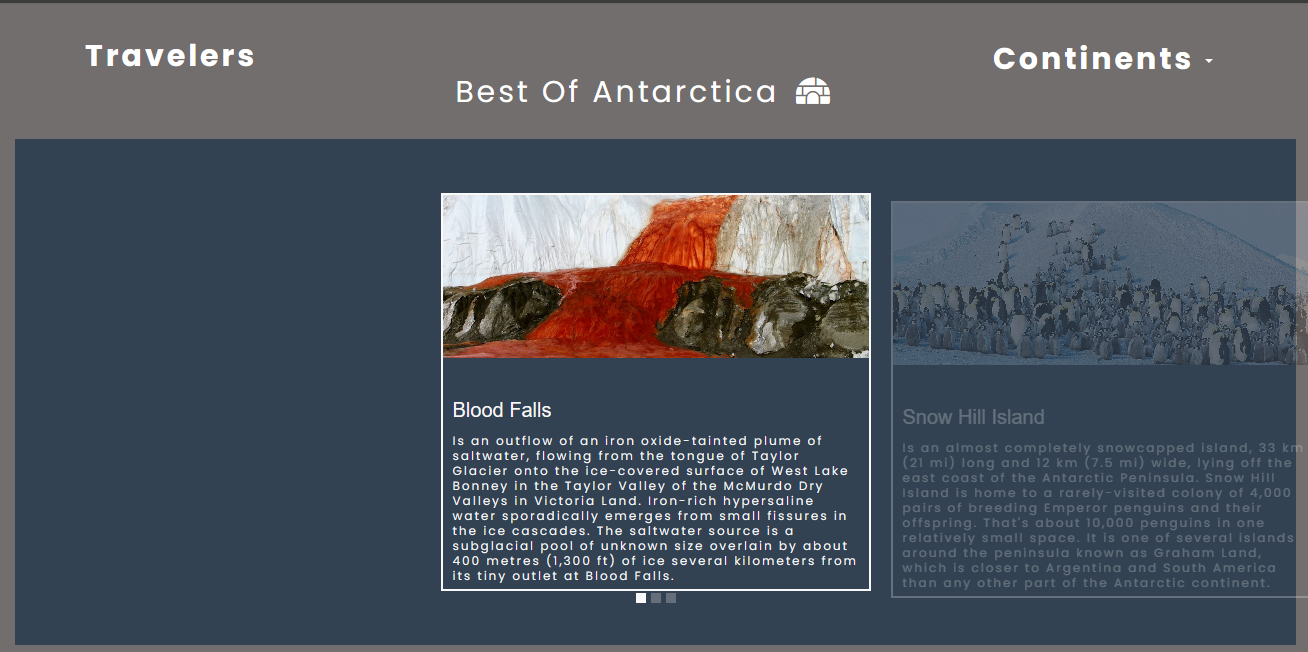 Travelers
Continents
Best Of Antarctica
Blood Falls
Is an outflow of an iron oxide-tainted plume of
saltwater, flowing from the tongue of Taylor
Glacier onto the ice-covered surface of West Lake
Bonney in the Taylor Valley of the McMurdo Dry
Valleys in Victoria Land. Iron-rich hypersaline
water sporadically emerges from small fissures in
the ice cascades. The saltwater source is a
subglacial pool of unknown size overlain by about
400 metres (1,300 ft) of ice several kilometers from
its tiny outlet at Blood Falls.
Snow Hill Island
Is an almost completely snowcapped island, 33 km
(21 mi) long and 12 km (7.5 mi) wide, lying off the
east coast of the Antarctic Peninsula. Snow Hill
Island is home to a rarely-visited colony of 4,000
pairs of breeding Emperor penguins and their
offspring. That's about 10,000 penguins in one
relatively small space. It is one of several islands
around the peninsula known as Graham Land,
which is closer to Argentina and South America
than any other part of the Antarctic continent.